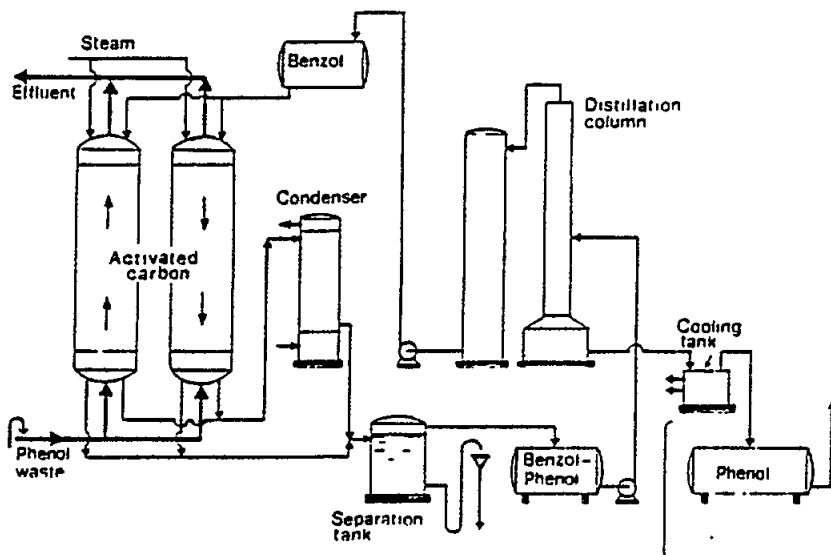 Steam
Benzol
Effluent
Distillation
column
Condenser
Activated
carbon
Cooling
tank
Phenol
waste
Benzol-
Phenol
Phenol
Separation
tank